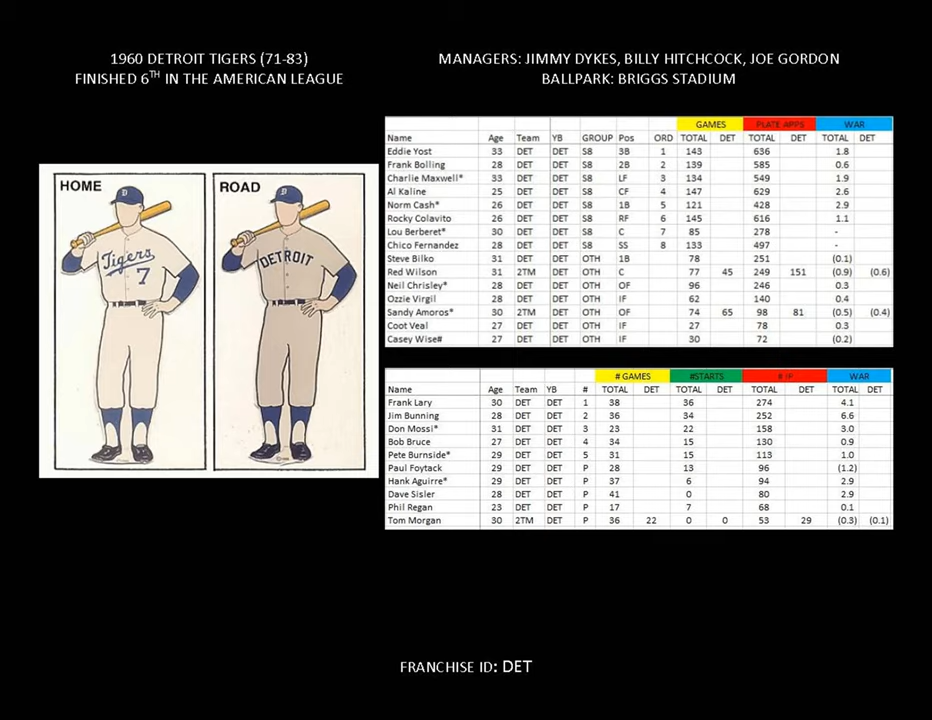 1960 DETROIT TIGERS (71-83)
FINISHED 6TH IN THE AMERICAN LEAGUE
MANAGERS: JIMMY DYKES, BILLY HITCHCOCK, JOE GORDON
BALLPARK: BRIGGS STADIUM
HOME
Tigers
7
ROAD
D
DETROIT
GAMES PLATE APPS WAR
Name Age Team YB GROUP Pos ORD TOTAL DET TOTAL DET TOTAL DET
Eddie Yost 33 DET DET S8 3B 1 143 636 1.8
Frank Bolling 28 DET DET S8 2B 2 139 585 0.6
Charlie Maxwell* 33 DET DET S8 LF 3 134 549 1.9
Al Kaline 25 DET DET S8 CF 4 147 629 2.6
Norm Cash* 26 DET DET S8 1B 5 121 428 2.9
Rocky Colavito 26 DET DET S8 RF 6 145 616 1.1
Lou Berberet* 30 DET DET S8 C 7 85 278 -
Chico Fernandez 28 DET DET S8 SS 8 133 497 -
Steve Bilko 31 DET DET OTH 1B 78 251 (0.1)
Red Wilson 31 2TM DET OTH C 77 45 249 151 (0.9) (0.6)
Neil Chrisley* 28 DET DET OTH OF 96 246 0.3
Ozzie Virgil 28 DET DET OTH IF 62 140 0.4
Sandy Amoros* 30 2TM DET OTH OF 74 65 98 81 (0.5) (0.4)
Coot Veal 27 DET DET OTH IF 27 78 0.3
Casey Wise# 27 DET DET OTH IF 30 72 (0.2)
# GAMES #STARTS # IP WAR
Name Age Team YB # TOTAL DET TOTAL DET TOTAL DET TOTAL DET
Frank Lary 30 DET DET 1 38 36 274 4.1
Jim Bunning 28 DET DET 2 36 34 252 6.6
Don Mossi* 31 DET DET 3 23 22 158 3.0
Bob Bruce 27 DET DET 4 34 15 130 0.9
Pete Burnside* 29 DET DET 5 31 15 113 1.0
Paul Foytack 29 DET DET P 28 13 96 (1.2)
Hank Aguirre* 29 DET DET P 37 6 94 2.9
Dave Sisler 28 DET DET P 41 0 80 2.9
Phil Regan 23 DET DET P 17 7 68 0.1
Tom Morgan 30 2TM DET P 36 22 0 0 53 29 (0.3) (0.1)
FRANCHISE ID: DET